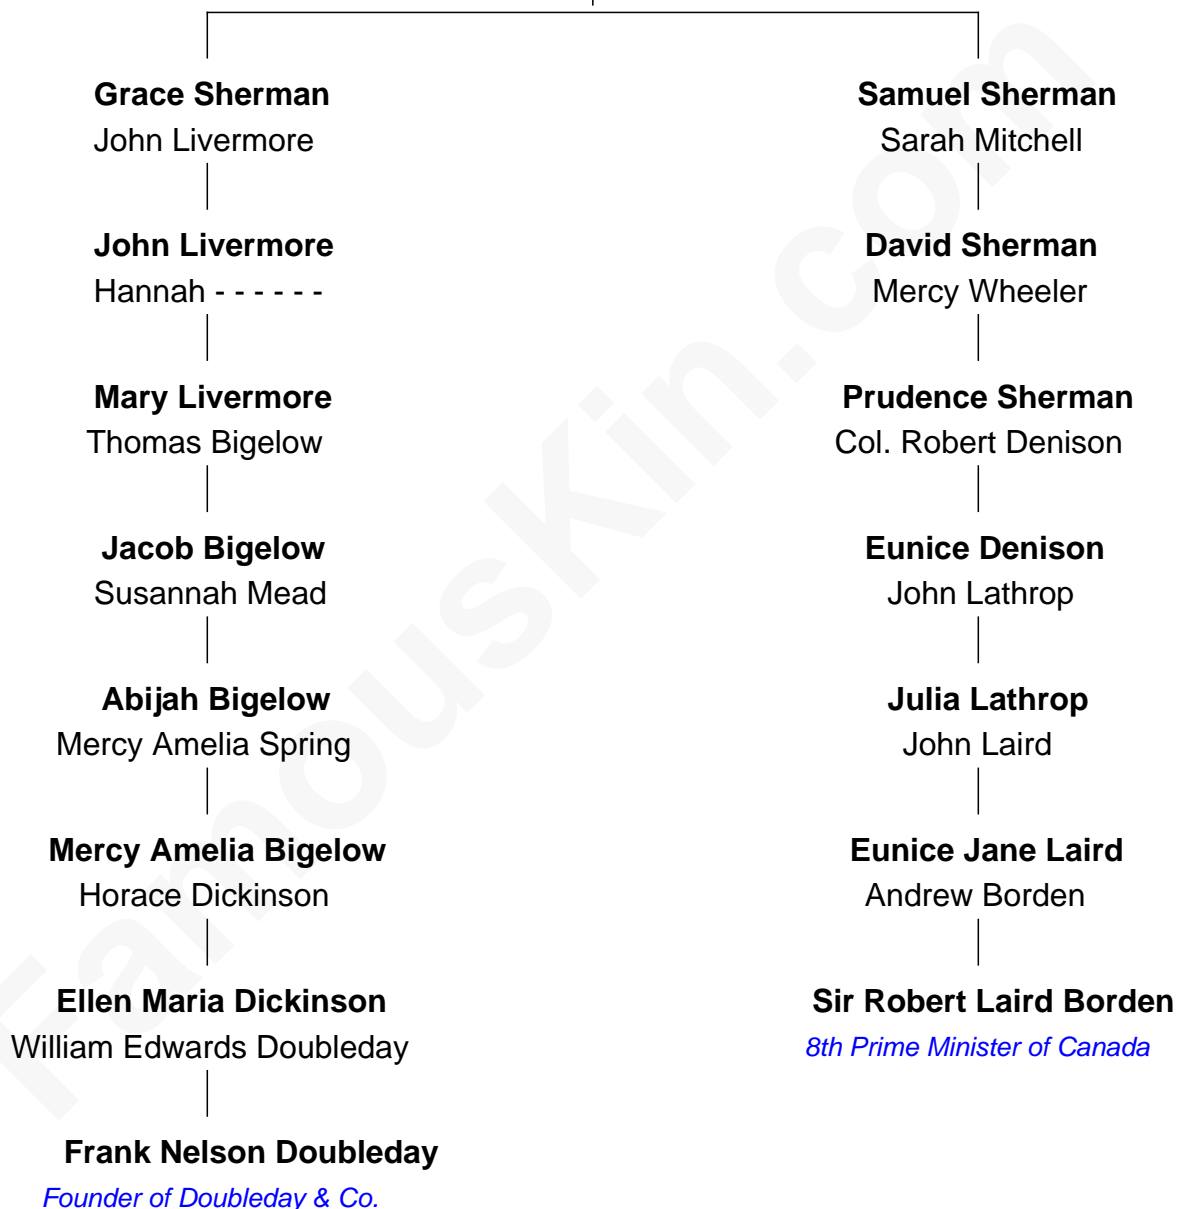 Grace Sherman
John Livermore
John Livermore
Hannah - - - - - -
Mary Livermore
Thomas Bigelow
Jacob Bigelow
Susannah Mead
Abijah Bigelow
Mercy Amelia Spring
Mercy Amelia Bigelow
Horace Dickinson
Ellen Maria Dickinson
William Edwards Doubleday
Frank Nelson Doubleday
Founder of Doubleday & Co.
Samuel Sherman
Sarah Mitchell
David Sherman
Mercy Wheeler
Prudence Sherman
Col. Robert Denison
Eunice Denison
John Lathrop
Julia Lathrop
John Laird
Eunice Jane Laird
Andrew Borden
Sir Robert Laird Borden
8th Prime Minister of Canada
FamousKin.com